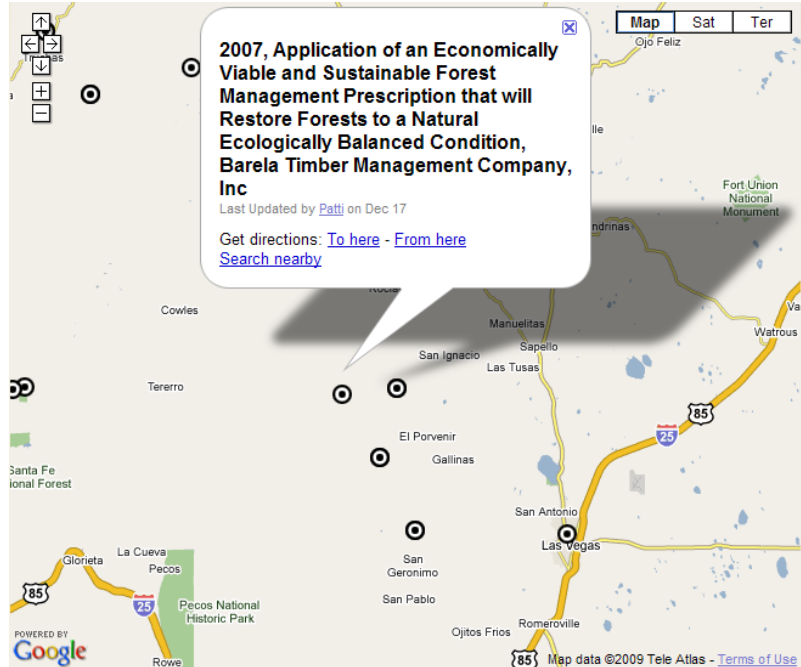 Map Sat Ter
Ojo Feliz
2007, Application of an Economically
Viable and Sustainable Forest
Management Prescription that will
Restore Forests to a Natural
Ecologically Balanced Condition,
Barela Timber Management Company,
Inc
Last Updated by Patti on Dec 17
Get directions: To here - From here
Search nearby
Fort Union
National
Monument
Cowles
Manuelitas
Watrous
Sapello
San Ignacio
Las Tusas
Tererro
85
25
El Porvenir
Gallinas
Santa Fe
ional Forest
San Antonio
Las Vegas
La Cueva
Glorieta
Pecos
San
Geronimo
85
25
Pecos National
Historic Park
San Pablo
Romeroville
Ojitos Frios
POWERED BY
Google
Rowe
85
Map data ©2009 Tele Atlas - Terms of Use